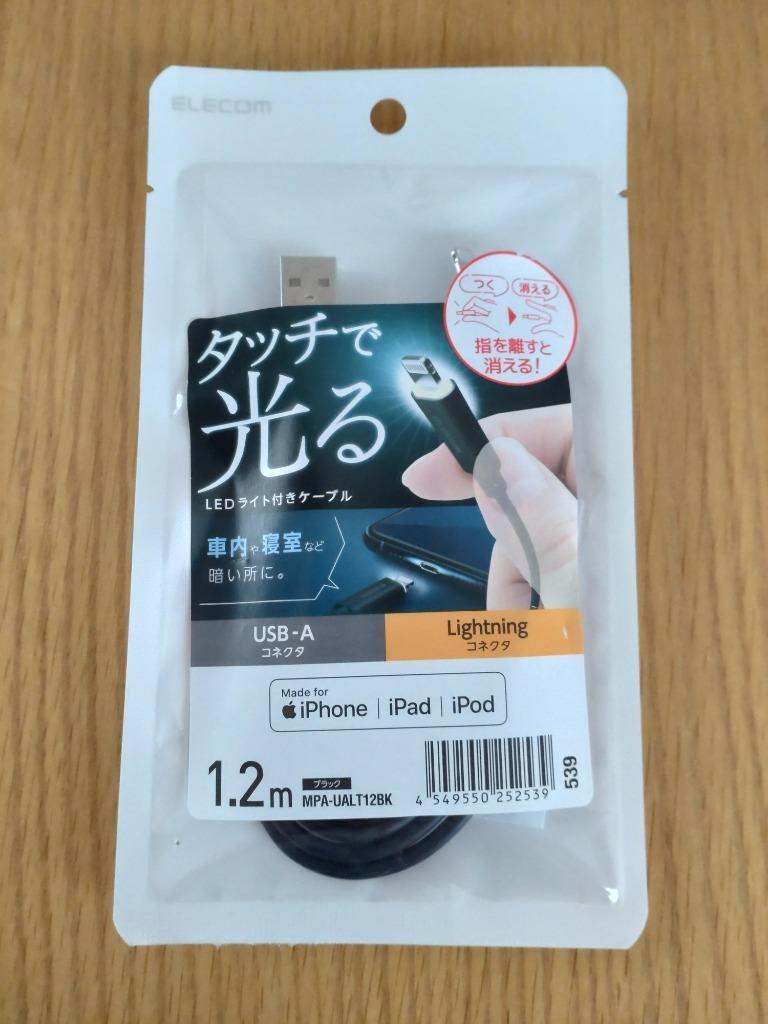 ELECOM
つく 消える
指を離すと
消える!
タッチで
光る
LEDライト付きケーブル
車内や寝室など
暗い所に。
USB-A
コネクタ
Lightning
コネクタ
Made for
iPhone | iPad | iPod
1.2m
ブラック
MPA-UALT12BK
4 549550 252539
539